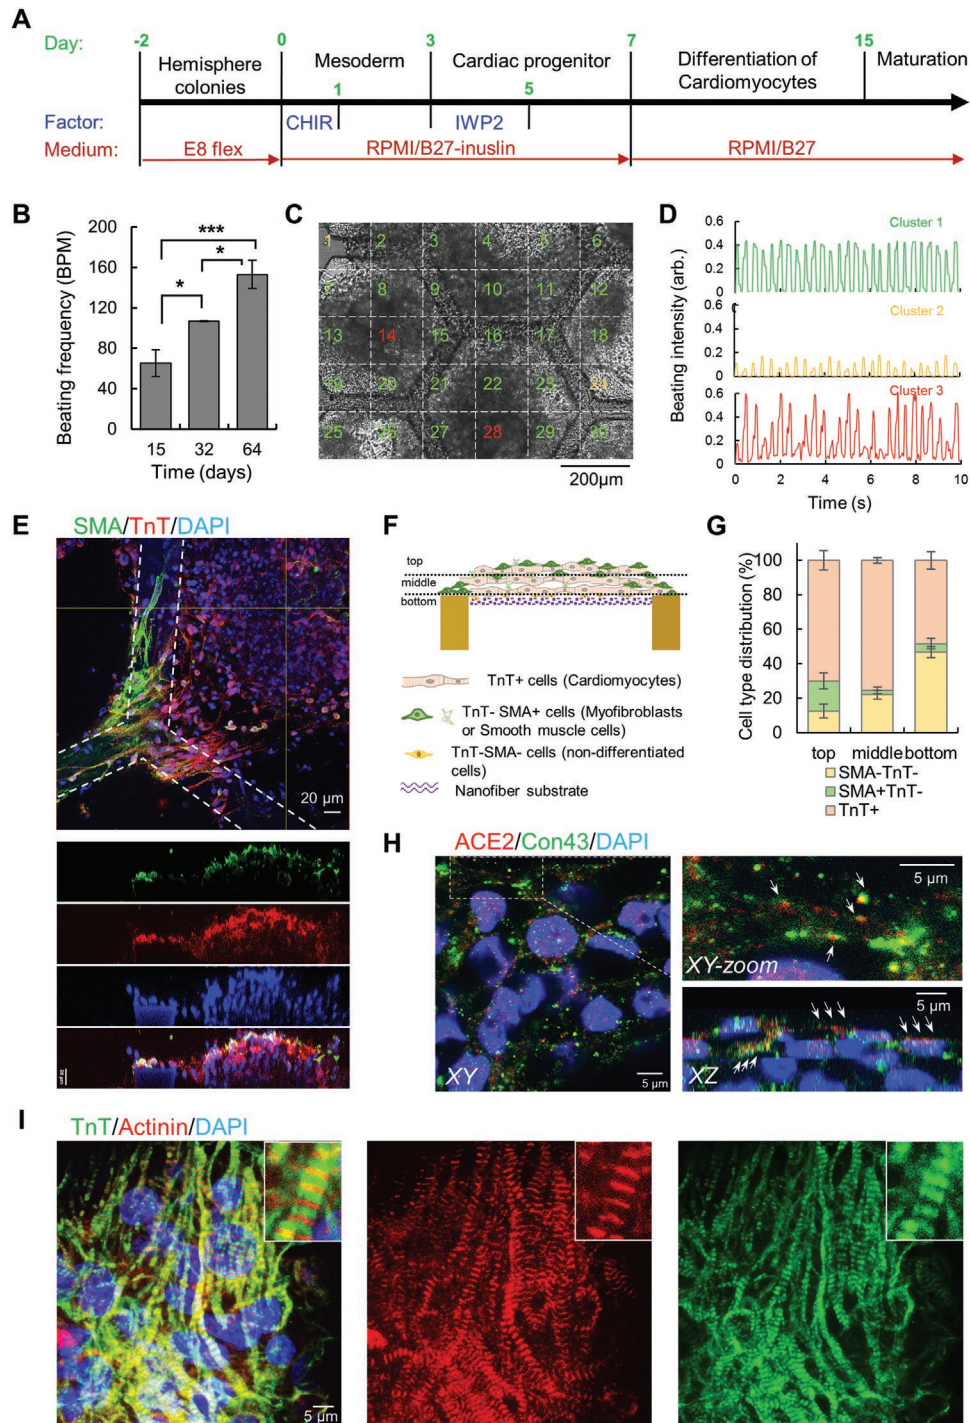 A
Day: -2 0 3 7 15
Hemisphere colonies
Mesoderm
Cardiac progenitor
Differentiation of Cardiomyocytes
Maturation
1 5
Factor: CHIR IWP2
Medium: E8 flex RPMI/B27-inuslin RPMI/B27
B
Beating frequency (BPM)
200
160
120
80
40
0
***
*
*
15 32 64
Time (days)
C
1 2 3 4 5 6
7 8 9 10 11 12
13 14 15 16 17 18
19 20 21 22 23 24
25 26 27 28 29 30
200μm
D
Beating intensity (arb.)
Cluster 1
0.6
0.4
0.2
0
Cluster 2
0.4
0.2
0
Cluster 3
0.6
0.4
0.2
0
0 2 4 6 8 10
Time (s)
E
SMA/TnT/DAPI
20 μm
20 μm
F
top
middle
bottom
TnT+ cells (Cardiomyocytes)
TnT- SMA+ cells (Myofibroblasts
or Smooth muscle cells)
TnT-SMA- cells (non-differentiated
cells)
Nanofiber substrate
G
Cell type distribution (%)
100
80
60
40
20
0
top middle bottom
SMA-TnT-
SMA+TnT-
TnT+
H
ACE2/Con43/DAPI
XY
5 μm
5 μm
XY-zoom
5 μm
XZ
I
TnT/Actinin/DAPI
5 μm